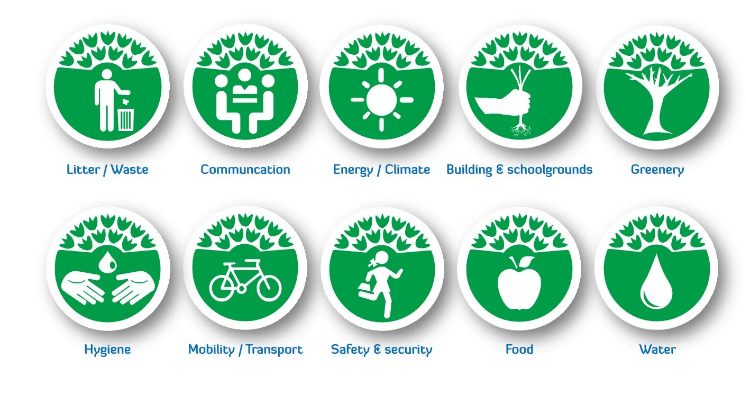 Litter / Waste
Communcation
Energy / Climate
Building & schoolgrounds
Greenery
Hygiene
Mobility / Transport
Safety & security
Food
Water